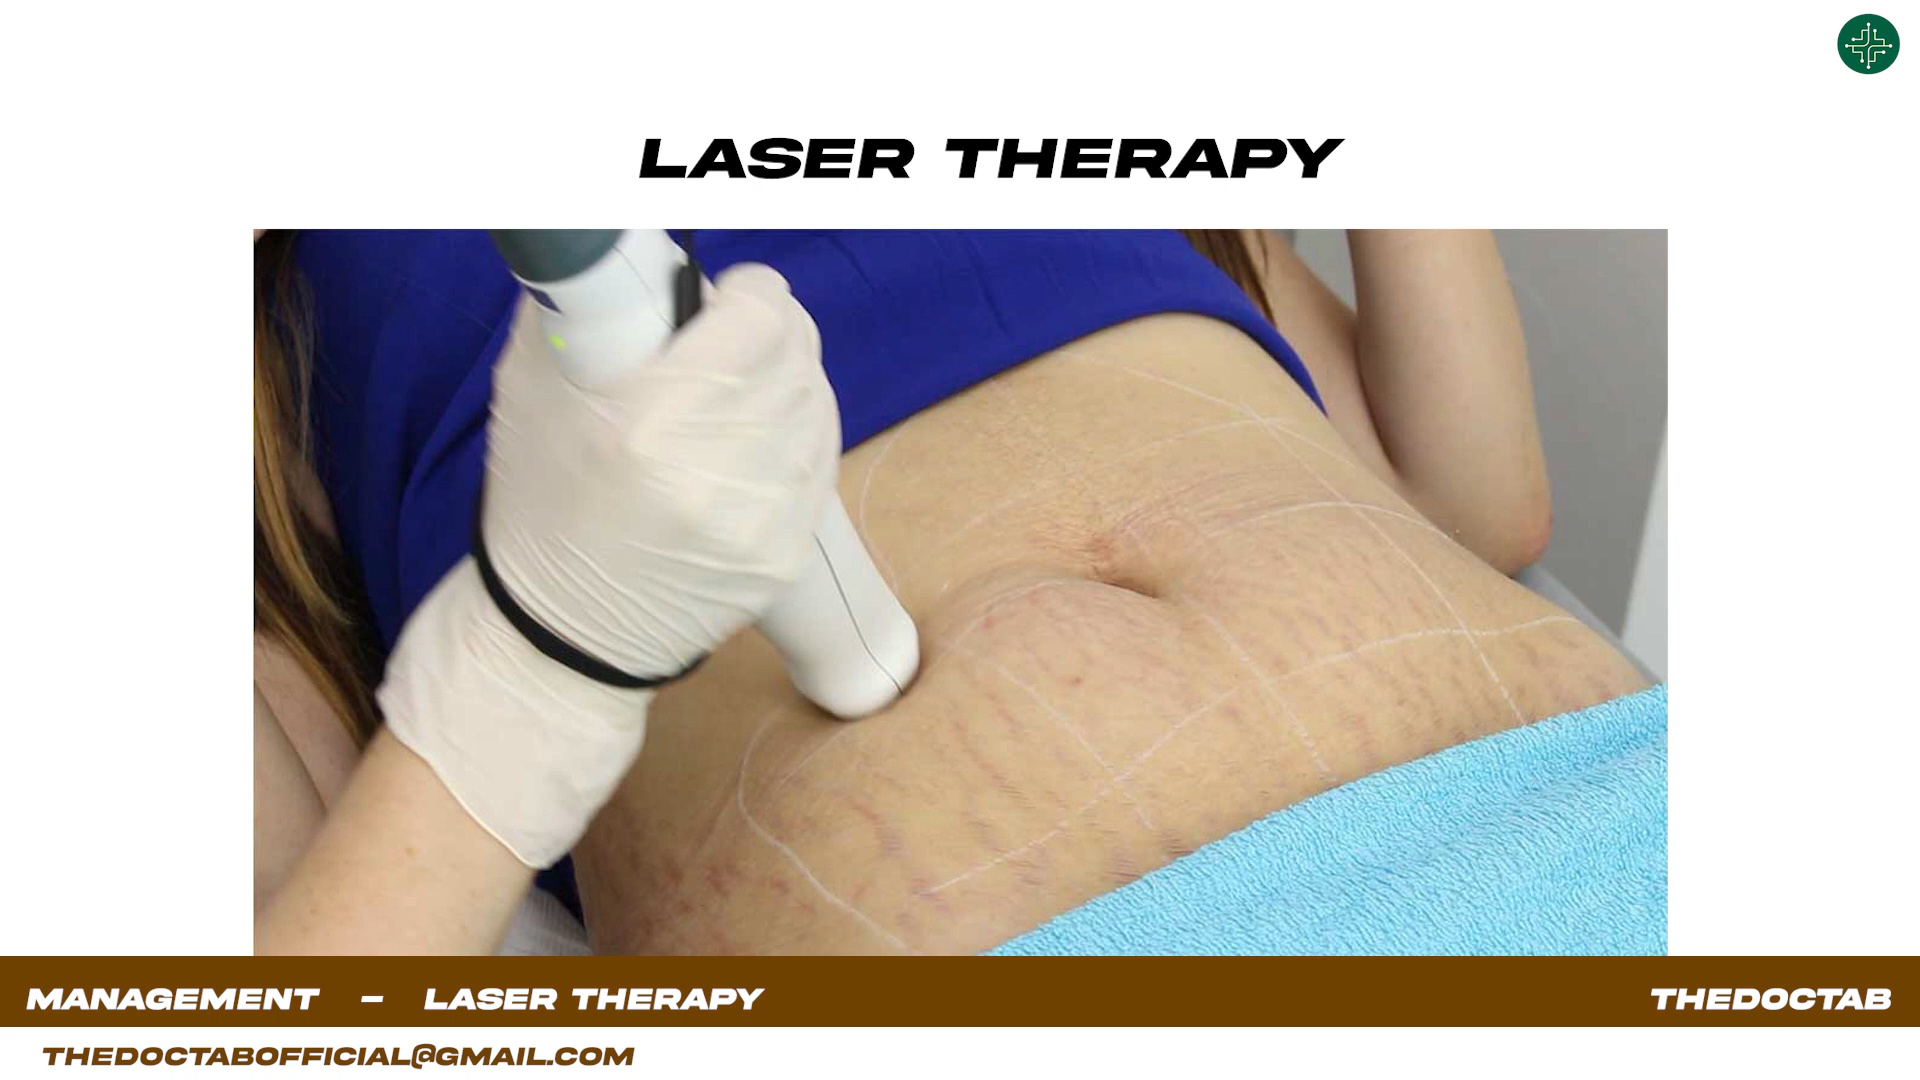 LASER THERAPY
MANAGEMENT – LASER THERAPY
THEDOCTAB
THEDOCTABOFFICIAL@GMAIL.COM